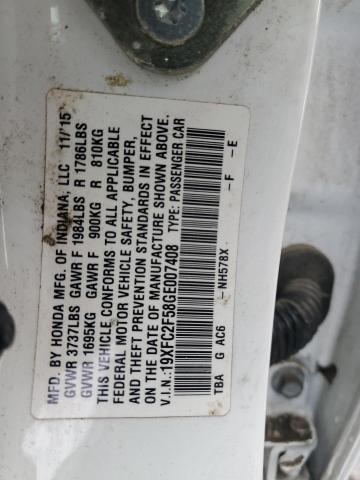 MFD. BY HONDA MFG. OF INDIANA, LLC 11/'15
GVWR 3737LBS GAWR F 1984LBS R 1786LBS
GVWR 1695KG GAWR F 900KG R 810KG
THIS VEHICLE CONFORMS TO ALL APPLICABLE
FEDERAL MOTOR VEHICLE SAFETY, BUMPER,
AND THEFT PREVENTION STANDARDS IN EFFECT
ON THE DATE OF MANUFACTURE SHOWN ABOVE.
V.I.N.:19XFC2F58GE007408 TYPE: PASSENGER CAR
TBA G AC6 -NH578X -F -E